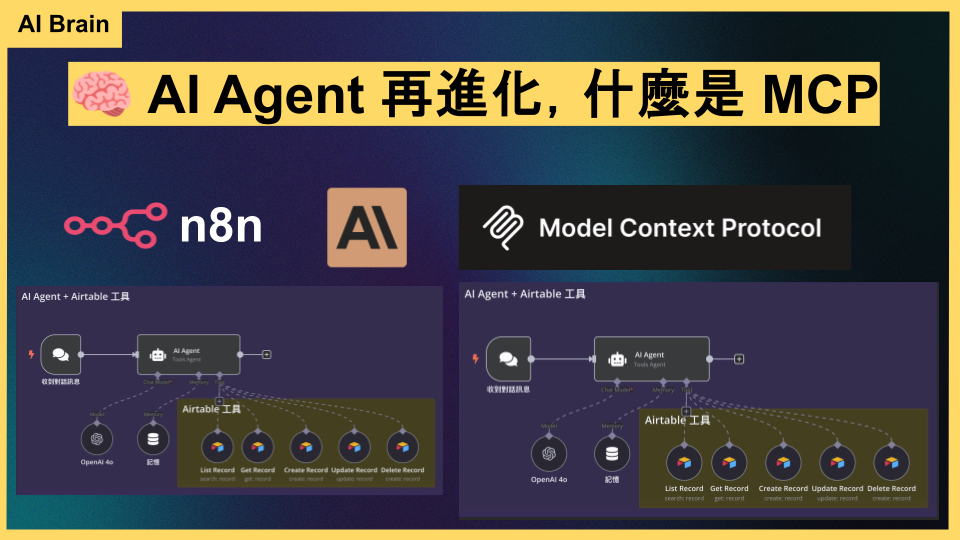 AI Brain
AI Agent 再進化, 什麼是 MCP
n8n
AI
Model Context Protocol
AI Agent + Airtable 工具
AI Agent
Tools Agent
收到對話訊息
Chat Model*
Memory
Tool
Airtable 工具
Model
Memory
OpenAI 4o
記憶
List Record
search: record
Get Record
get: record
Create Record
create: record
Update Record
update: record
Delete Record
create: record
AI Agent + Airtable 工具
AI Agent
Tools Agent
收到對話訊息
Chat Model*
Memory
Tool
Airtable 工具
Model
Memory
OpenAI 4o
記憶
List Record
search: record
Get Record
get: record
Create Record
create: record
Update Record
update: record
Delete Record
create: record